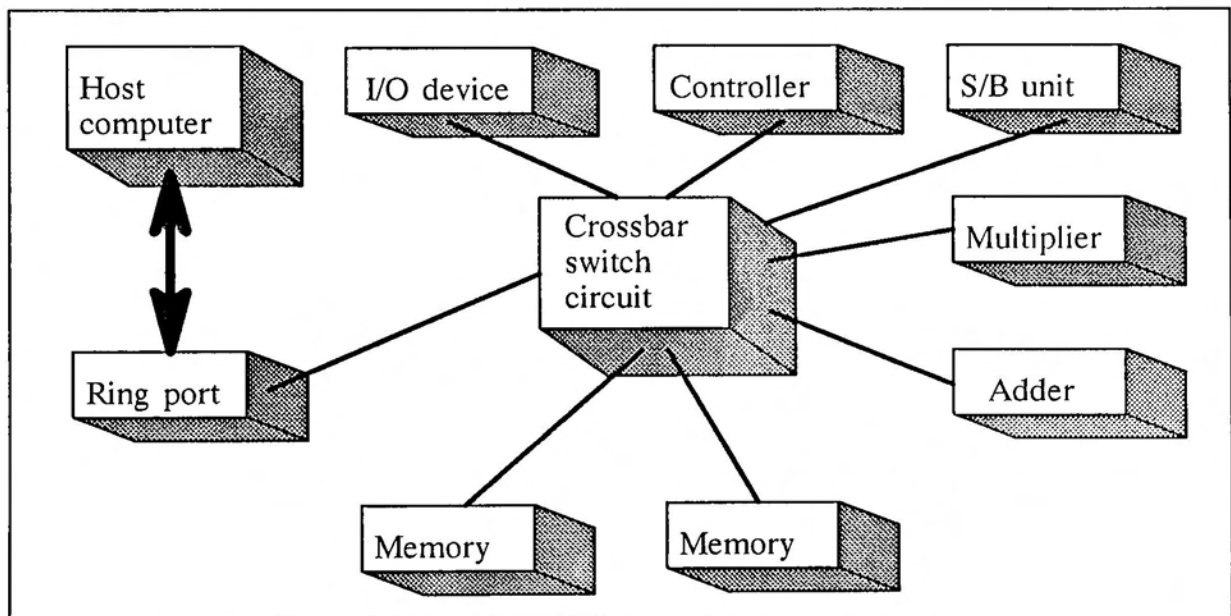 Host
computer
I/O device
Controller
S/B unit
Crossbar
switch
circuit
Multiplier
Ring port
Adder
Memory
Memory